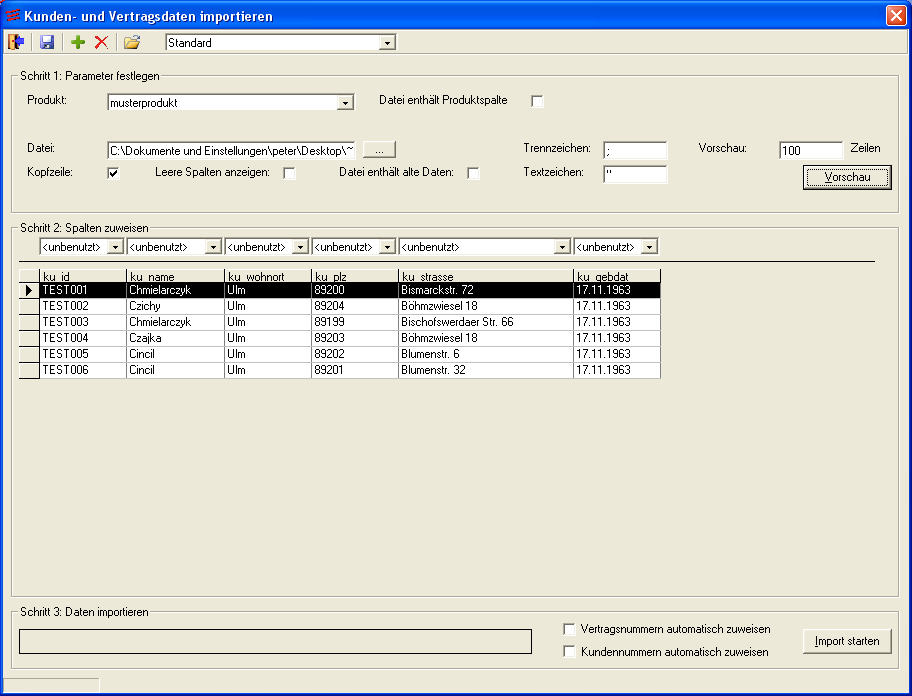 Kunden- und Vertragsdaten importieren
Standard
Schritt 1: Parameter festlegen
Produkt: musterprodukt Datei enthält Produktspalte
Datei: C:\Dokumente und Einstellungen\peter\Desktop\~ ... Trennzeichen: ; Vorschau: 100 Zeilen
Kopfzeile: Leere Spalten anzeigen: Datei enthält alte Daten: Textzeichen: " Vorschau
Schritt 2: Spalten zuweisen
<unbenutzt> <unbenutzt> <unbenutzt> <unbenutzt> <unbenutzt> <unbenutzt>
ku_id ku_name ku_wohnort ku_plz ku_strasse ku_gebdat
TEST001 Chmielarczyk Ulm 89200 Bismarckstr. 72 17.11.1963
TEST002 Czichy Ulm 89204 Böhmzwiesel 18 17.11.1963
TEST003 Chmielarczyk Ulm 89199 Bischofswerdaer Str. 66 17.11.1963
TEST004 Czajka Ulm 89203 Böhmzwiesel 18 17.11.1963
TEST005 Cincil Ulm 89202 Blumenstr. 6 17.11.1963
TEST006 Cincil Ulm 89201 Blumenstr. 32 17.11.1963
Schritt 3: Daten importieren
Vertragsnummern automatisch zuweisen
Kundennummern automatisch zuweisen
Import starten